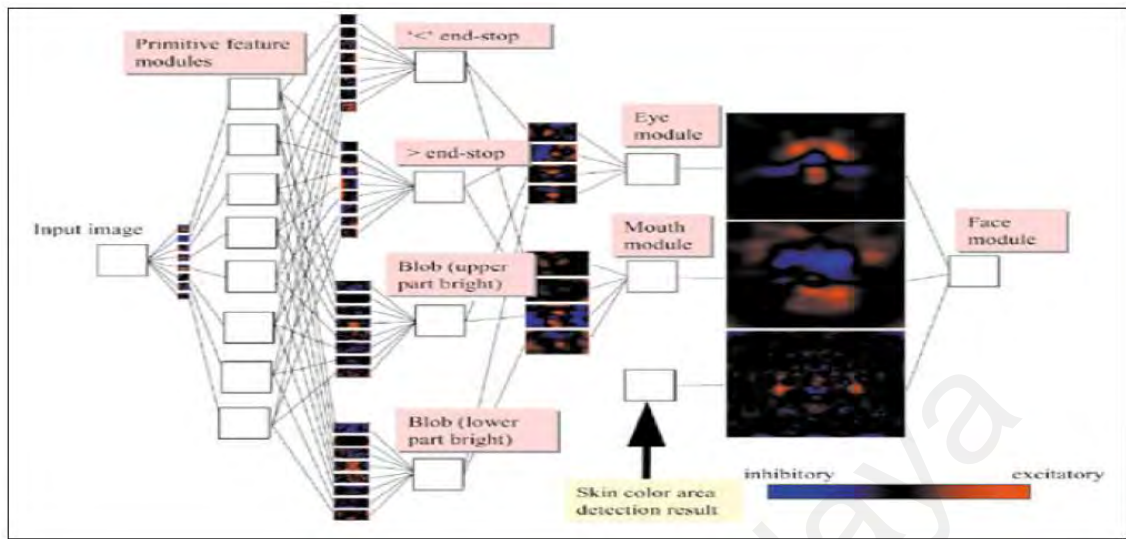 Primitive feature
modules
'<' end-stop
> end-stop
Eye
module
Input image
Mouth
module
Face
module
Blob (upper
part bright)
Blob (lower
part bright)
Skin color area
detection result
inhibitory
excitatory